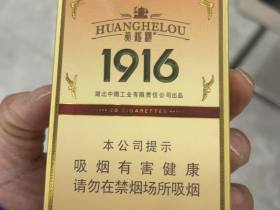 HUANGHELOU
黄鹤楼
1916
湖北中烟工业有限责任公司出品
20 CIGARETTES
本公司提示
吸烟有害健康
请勿在禁烟场所吸烟